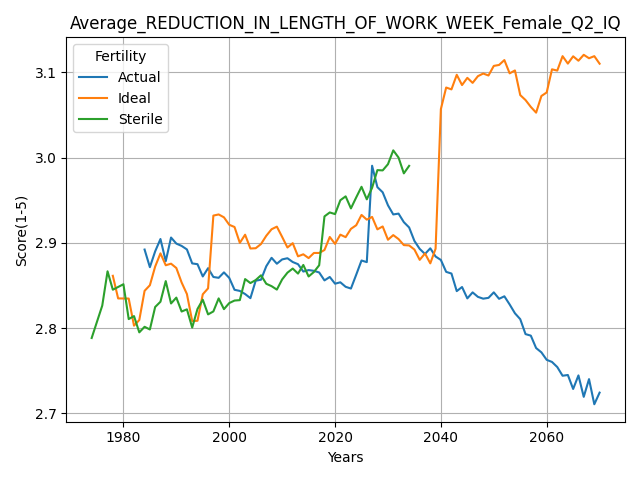 Average_REDUCTION_IN_LENGTH_OF_WORK_WEEK_Female_Q2_IQ
Fertility
Actual
Ideal
Sterile
3.1
3.0
2.9
2.8
2.7
Score(1-5)
1980 2000 2020 2040 2060
Years